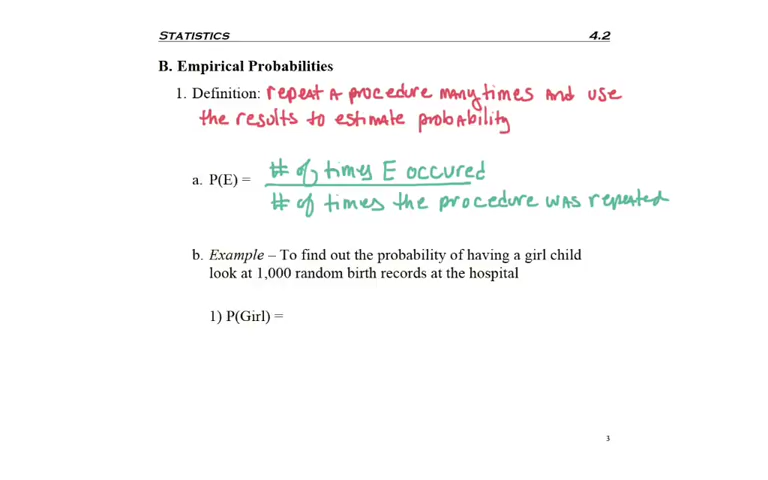 STATISTICS 4.2
B. Empirical Probabilities
1. Definition: repeat a procedure many times and use
the results to estimate probability
a. P(E) = # of times E occured
# of times the procedure was repeated
b. Example – To find out the probability of having a girl child
look at 1,000 random birth records at the hospital
1) P(Girl) =
3